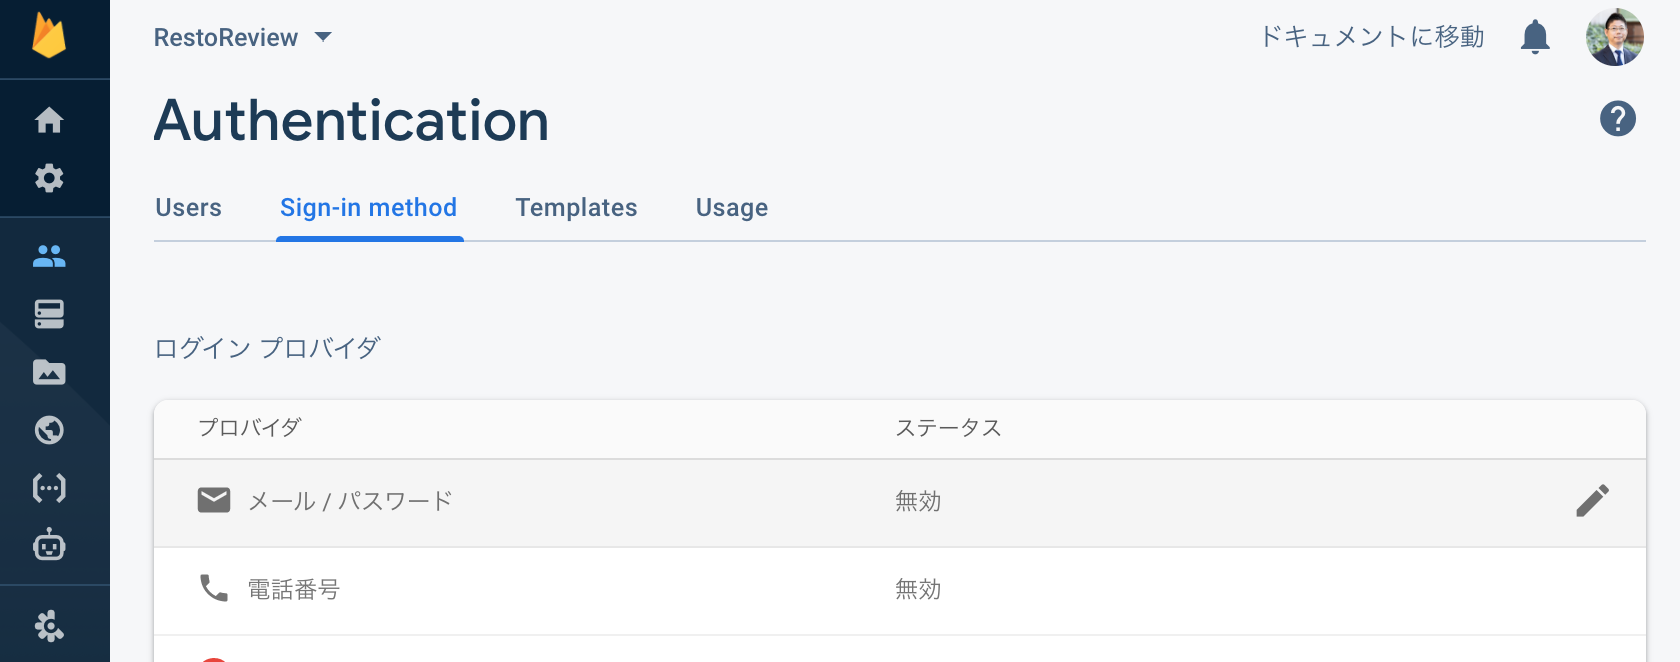 RestoReview
ドキュメントに移動
Authentication
Users Sign-in method Templates Usage
ログイン プロバイダ
プロバイダ ステータス
メール / パスワード 無効
電話番号 無効